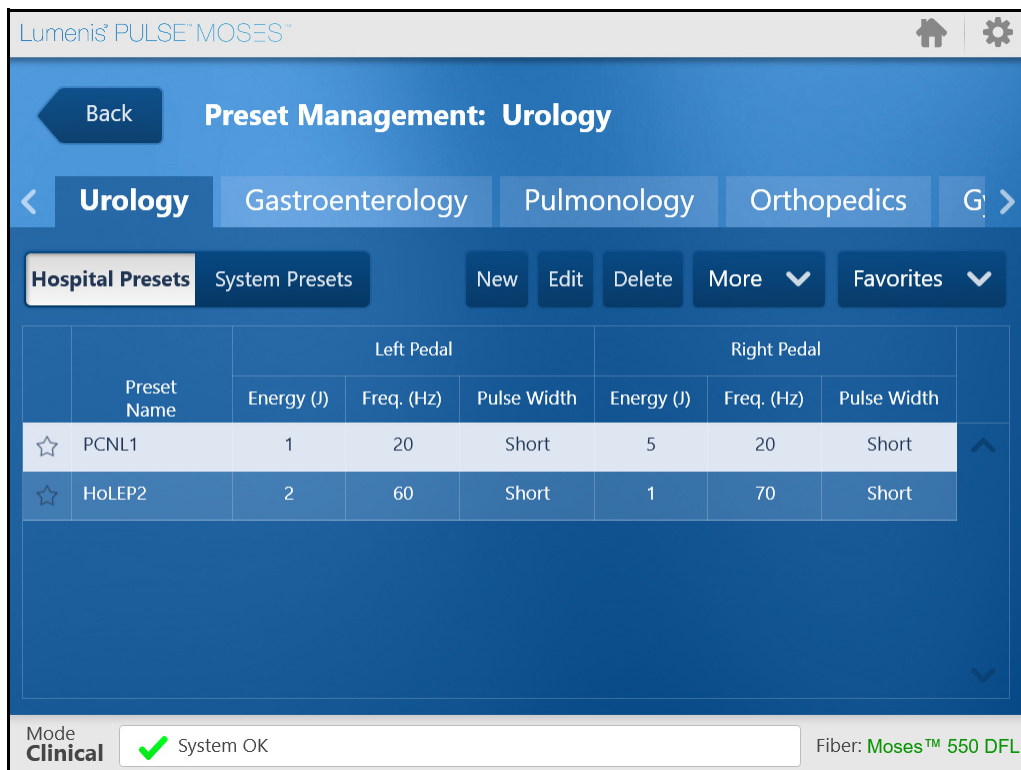 Lumenis® PULSE™ MOSES™
Back
Preset Management: Urology
Urology Gastroenterology Pulmonology Orthopedics
Hospital Presets System Presets New Edit Delete More Favorites
Left Pedal Right Pedal
Preset Name Energy (J) Freq. (Hz) Pulse Width Energy (J) Freq. (Hz) Pulse Width
PCNL1 1 20 Short 5 20 Short
HoLEP2 2 60 Short 1 70 Short
Mode
Clinical
System OK
Fiber: Moses™ 550 DFL